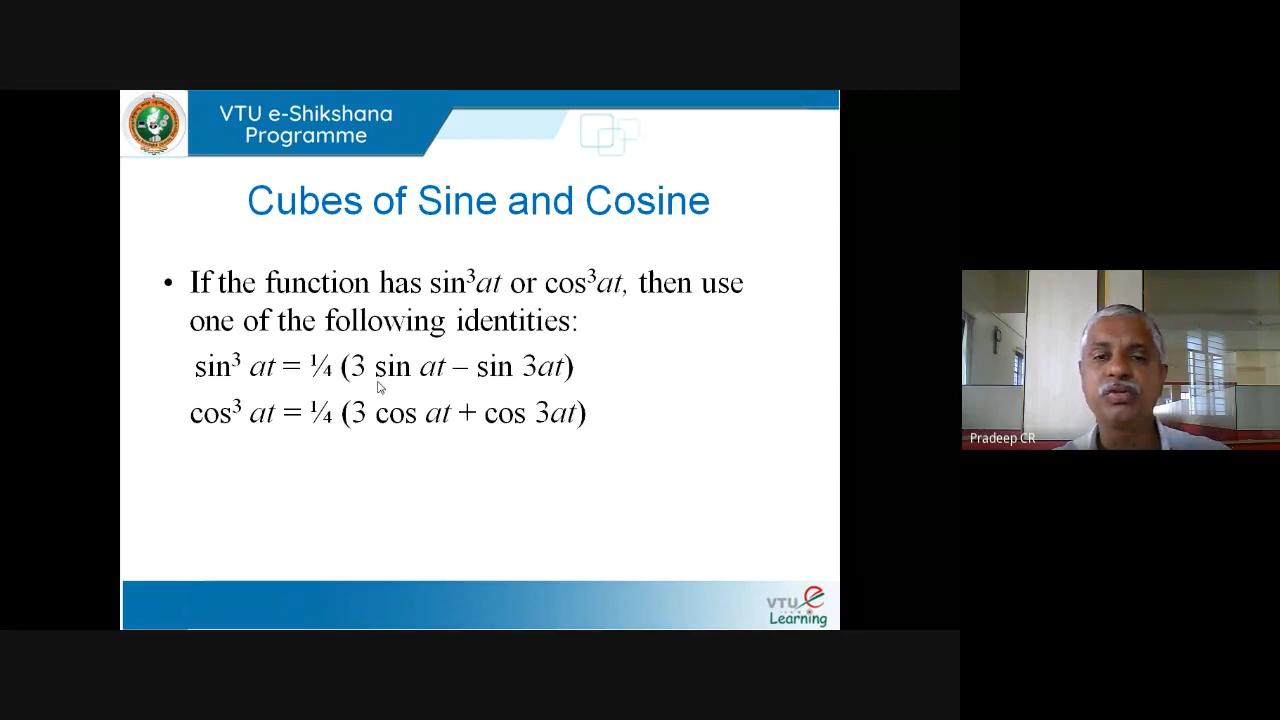 VTU e-Shikshana
Programme
Cubes of Sine and Cosine
• If the function has sin³at or cos³at, then use
one of the following identities:
sin³ at = ¼ (3 sin at – sin 3at)
cos³ at = ¼ (3 cos at + cos 3at)
Pradeep CR
VTU e
Learning